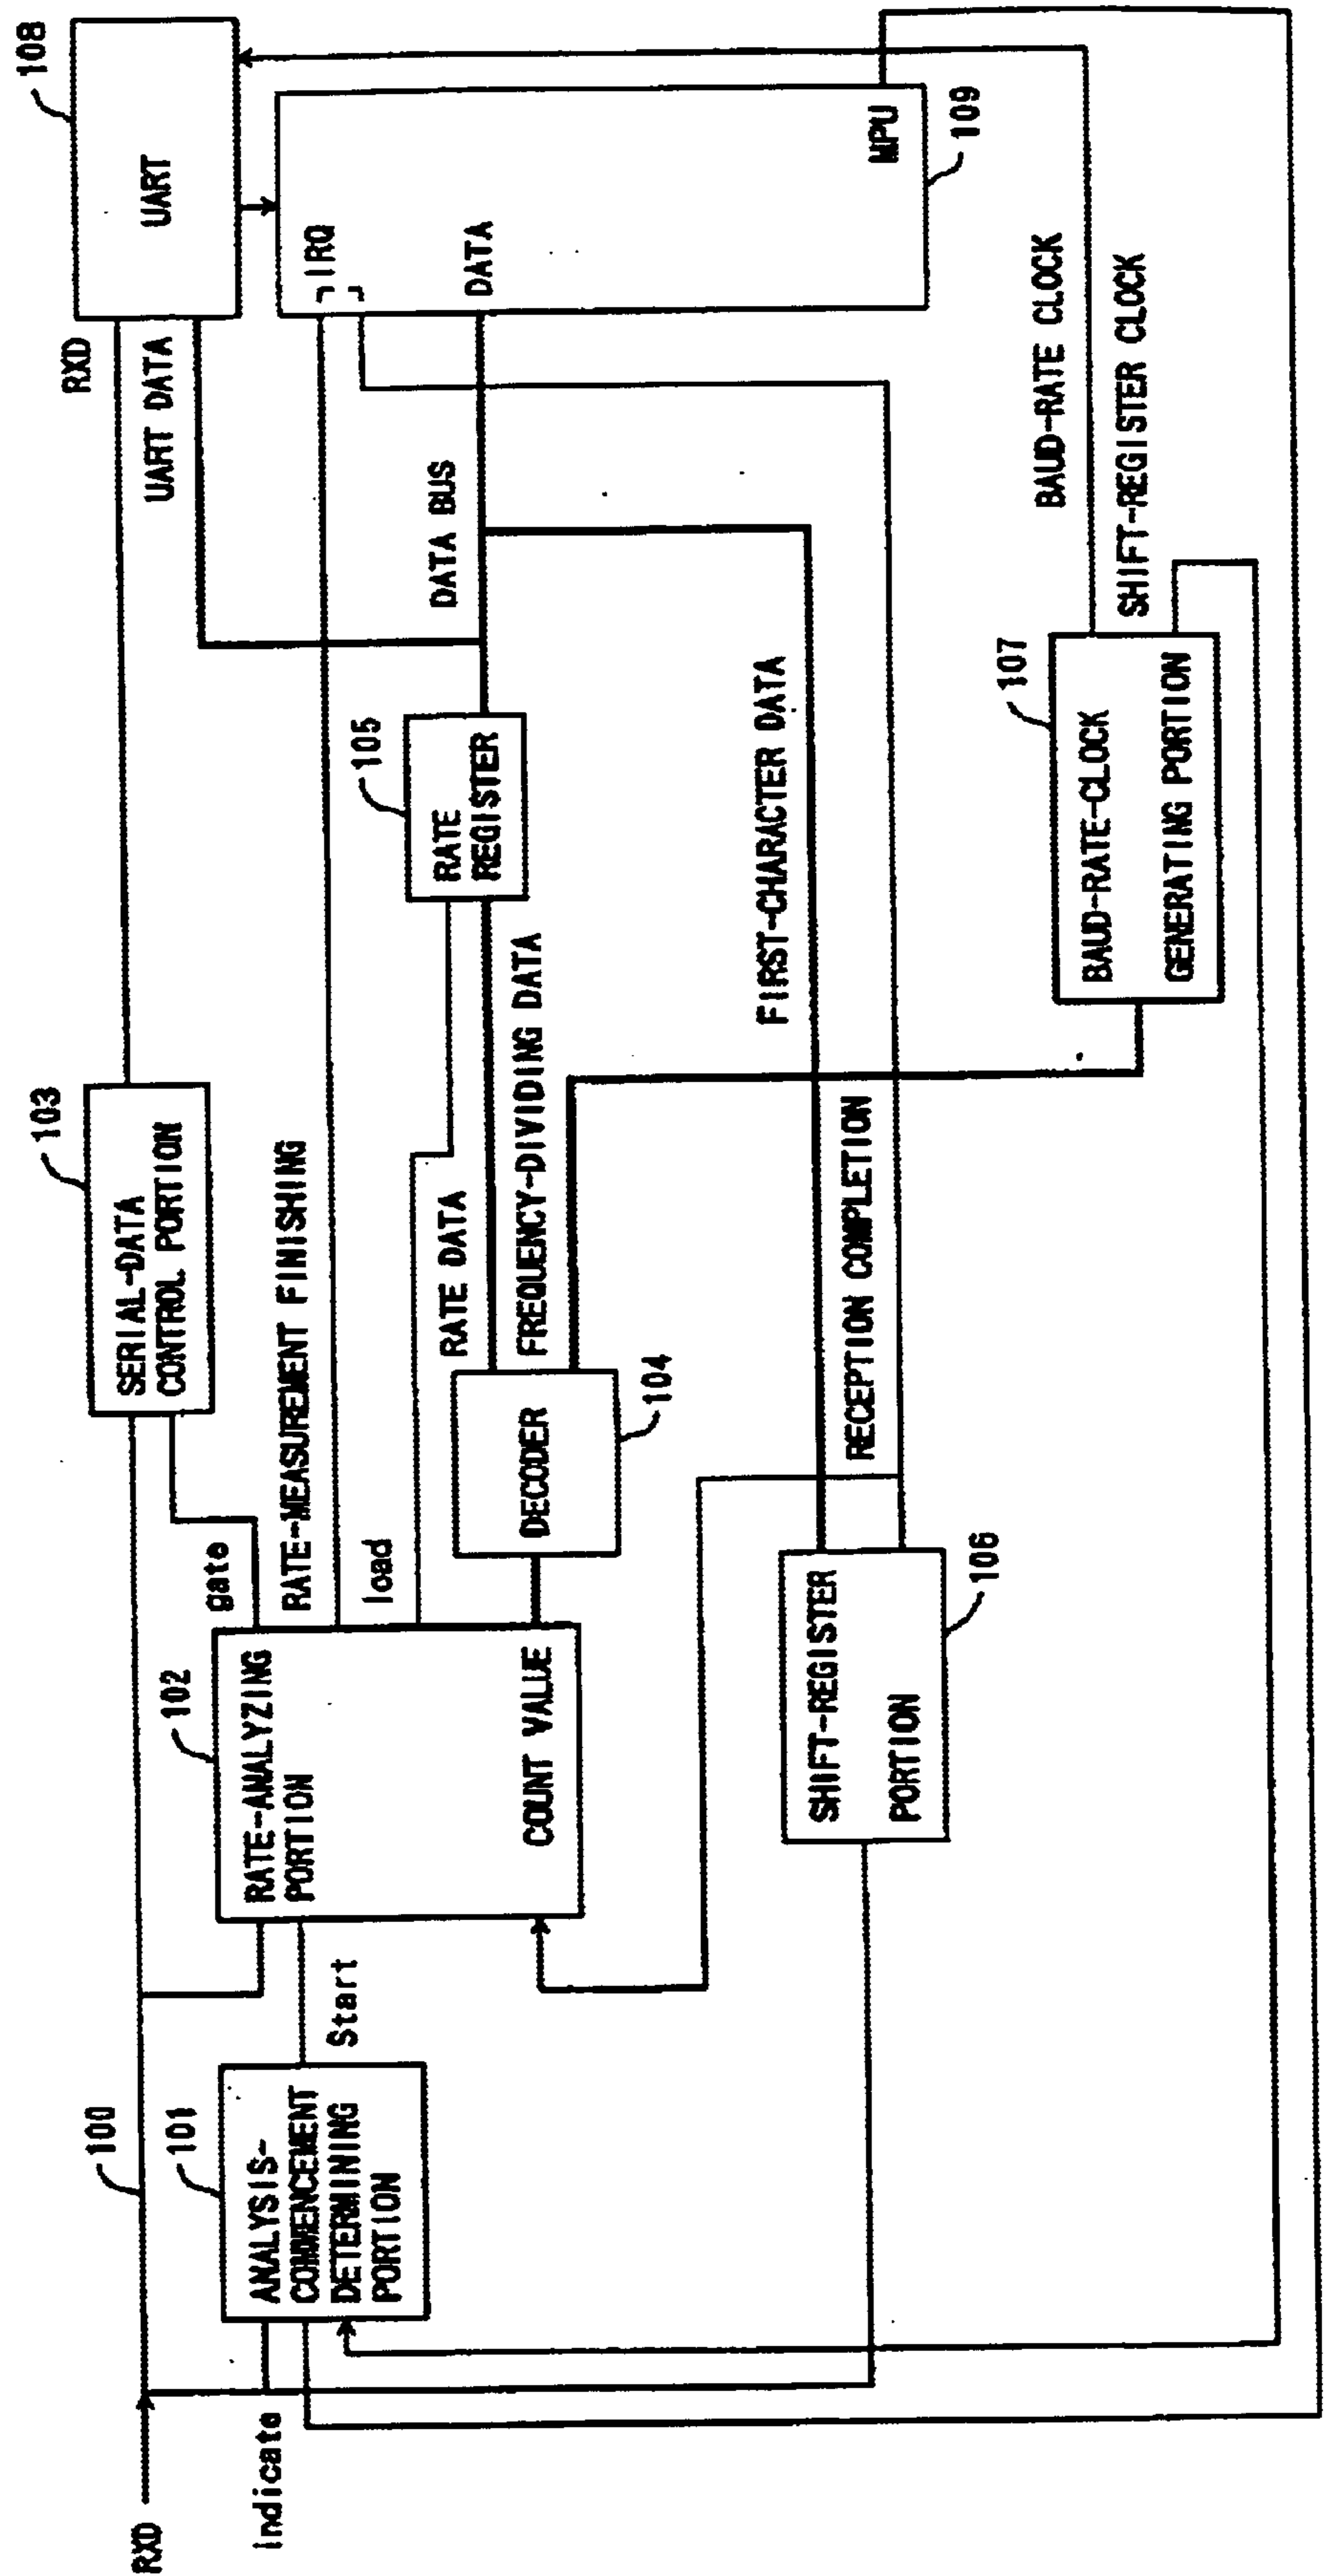 RXD
Indicate
100
101
ANALYSIS-
COMMENCEMENT
DETERMINING
PORTION
Start
102
RATE-ANALYZING
PORTION
COUNT VALUE
gate
RATE-MEASUREMENT FINISHING
load
103
SERIAL-DATA
CONTROL PORTION
DECODER
104
RATE DATA
FREQUENCY-DIVIDING DATA
105
RATE
REGISTER
SHIFT-REGISTER
PORTION
106
RECEPTION COMPLETION
FIRST-CHARACTER DATA
107
BAUD-RATE-CLOCK
GENERATING PORTION
BAUD-RATE CLOCK
SHIFT-REGISTER CLOCK
DATA BUS
RXD
UART DATA
108
UART
IRQ
DATA
MPU
109